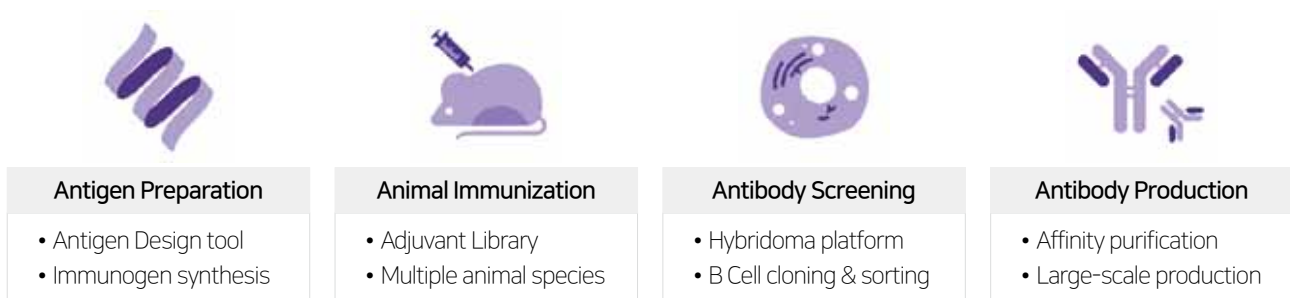 Antigen Preparation
• Antigen Design tool
• Immunogen synthesis
Animal Immunization
• Adjuvant Library
• Multiple animal species
Antibody Screening
• Hybridoma platform
• B Cell cloning & sorting
Antibody Production
• Affinity purification
• Large-scale production